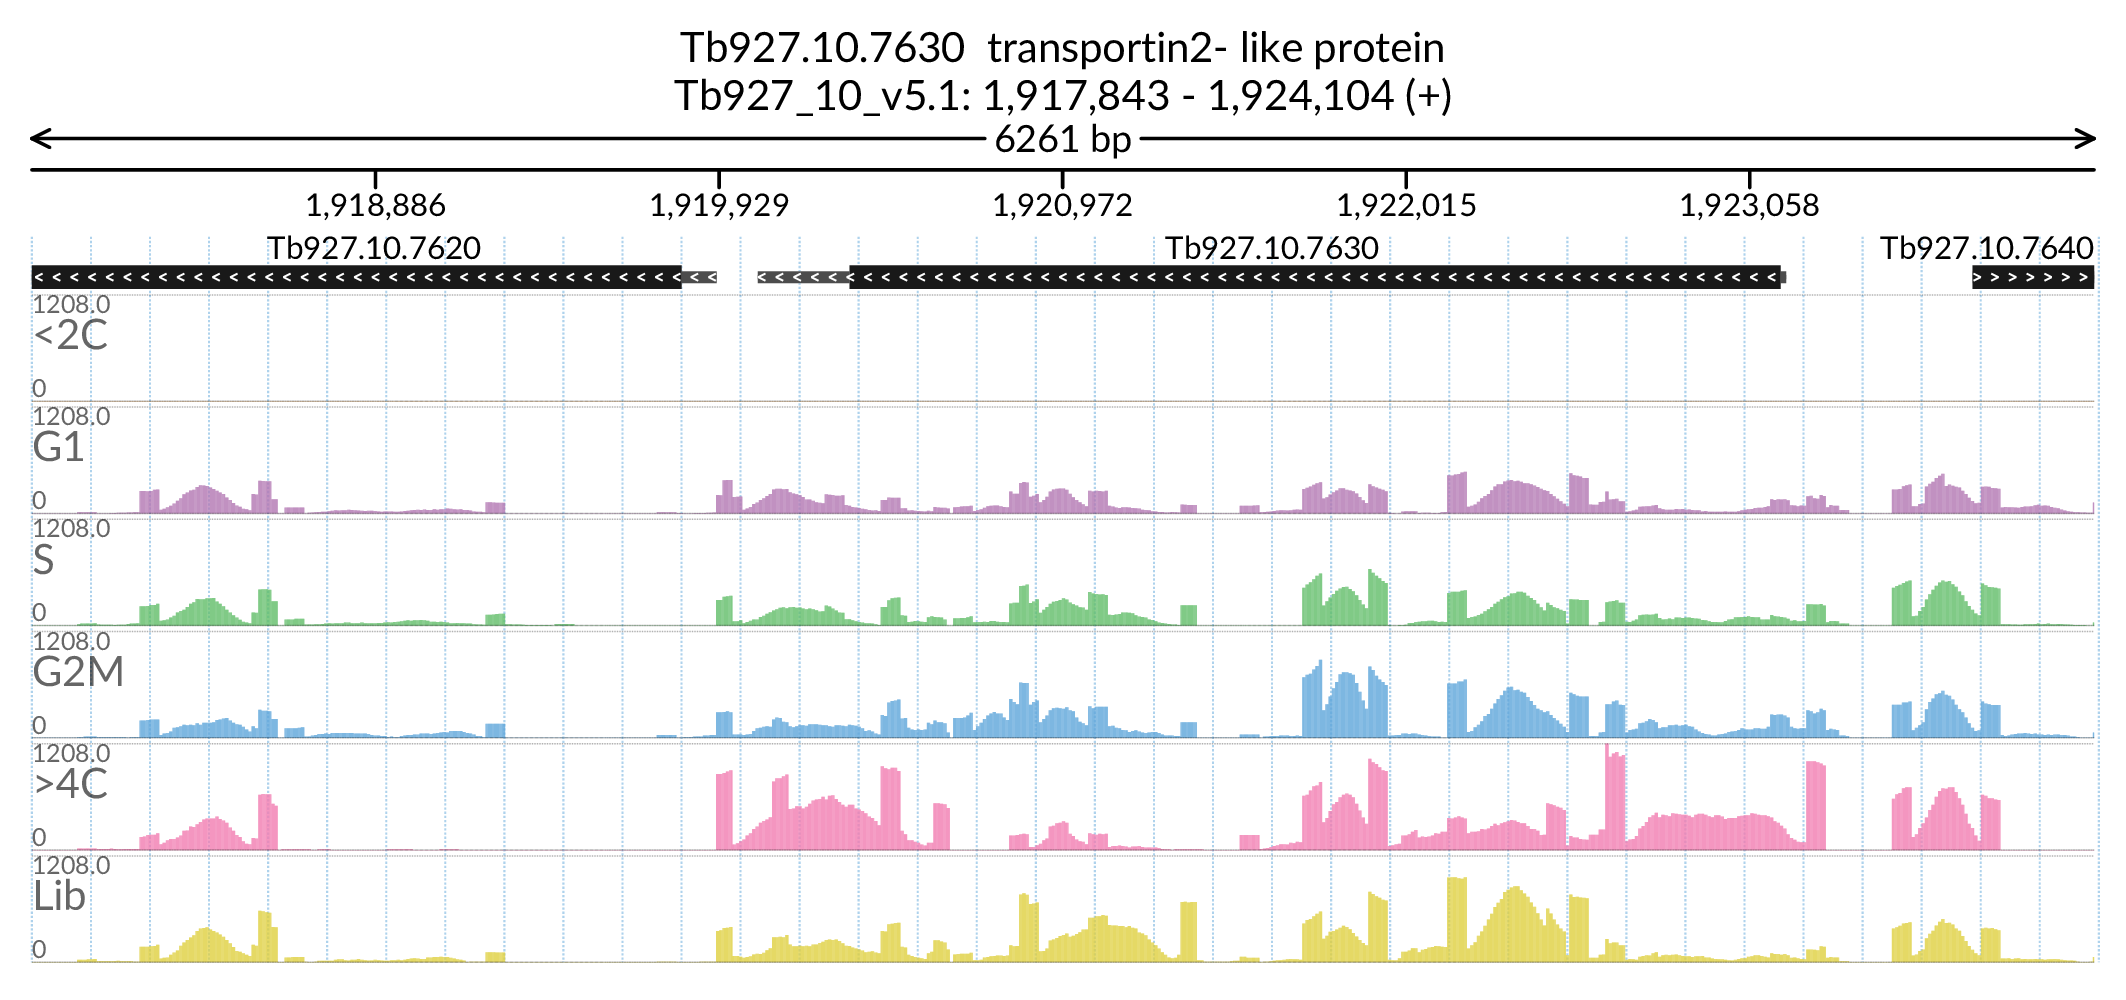 Tb927.10.7630  transportin2- like protein
Tb927_10_v5.1: 1,917,843 - 1,924,104 (+)
6261 bp
1,918,886 1,919,929 1,920,972 1,922,015 1,923,058
Tb927.10.7620 Tb927.10.7630 Tb927.10.7640
1208.0
<2C
0
1208.0
G1
0
1208.0
S
0
1208.0
G2M
0
1208.0
>4C
0
1208.0
Lib
0